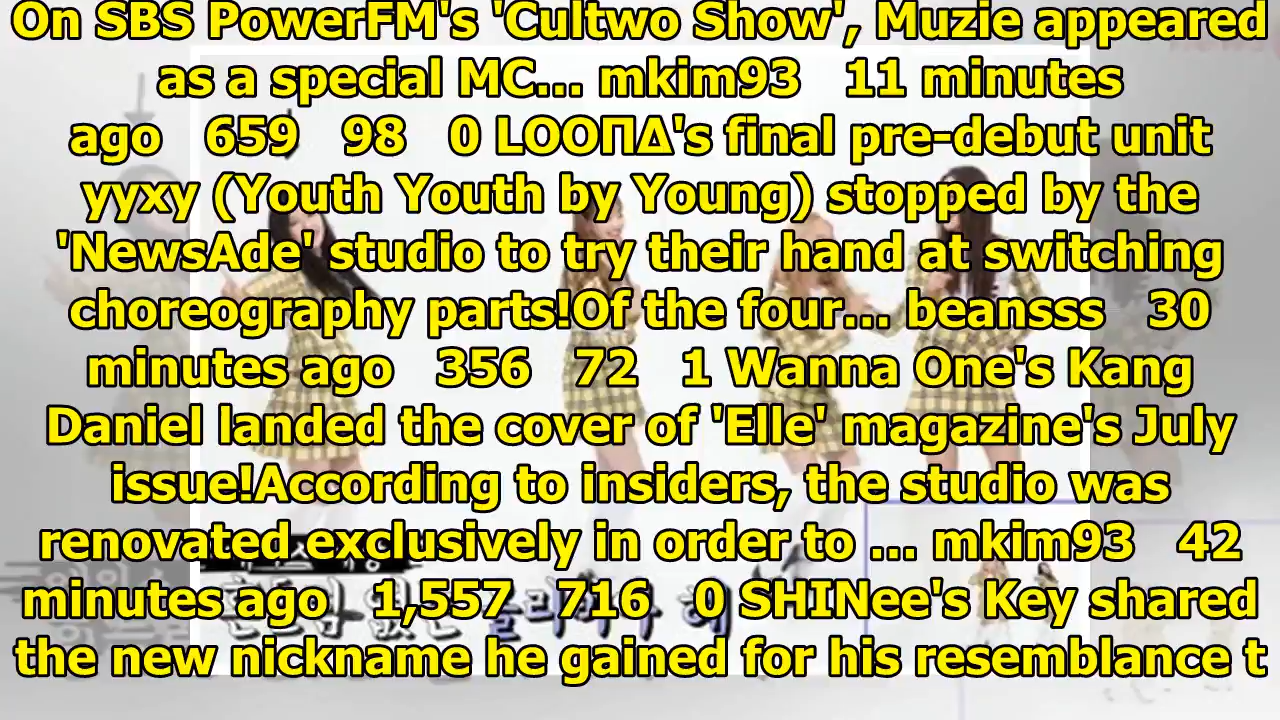 On SBS PowerFM's 'Cultwo Show', Muzie appeared
as a special MC... mkim93 11 minutes
ago 659 98 0 LOOΠΔ's final pre-debut unit
yyxy (Youth Youth by Young) stopped by the
'NewsAde' studio to try their hand at switching
choreography parts!Of the four... beansss 30
minutes ago 356 72 1 Wanna One's Kang
Daniel landed the cover of 'Elle' magazine's July
issue!According to insiders, the studio was
renovated exclusively in order to ... mkim93 42
minutes ago 1,557 716 0 SHINee's Key shared
the new nickname he gained for his resemblance t